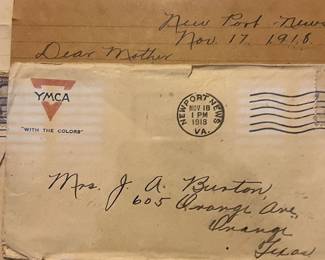 New Port News
Nov. 17, 1918.
Dear Mother
YMCA
"WITH THE COLORS"
NEWPORT NEWS
NOV 18
1 PM
1918
VA.
Mrs. J. A. Burton,
605 Orange Ave,
Orange
Texas